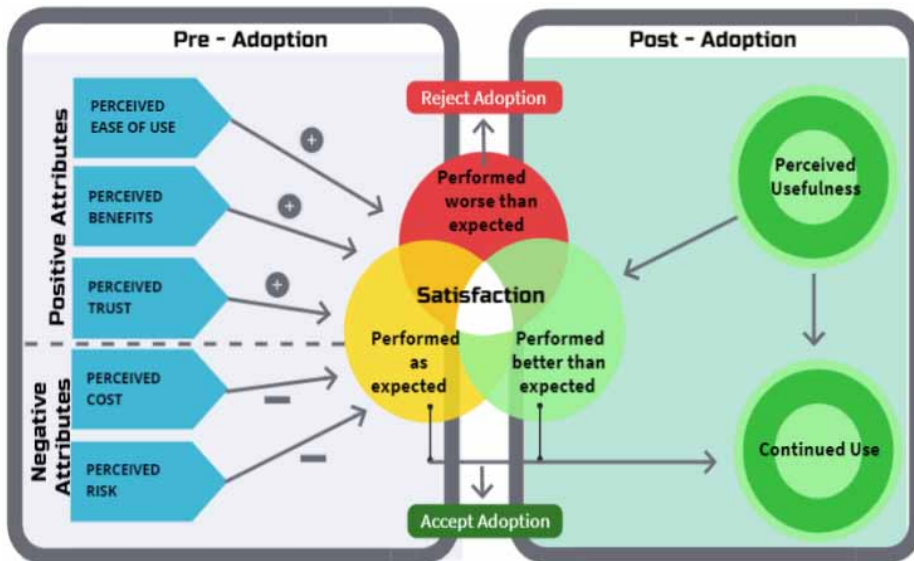 Pre - Adoption
Post - Adoption
Positive Attributes
Negative
Attributes
PERCEIVED
EASE OF USE
PERCEIVED
BENEFITS
PERCEIVED
TRUST
PERCEIVED
COST
PERCEIVED
RISK
+
+
+
Reject Adoption
Performed
worse than
expected
Satisfaction
Performed
as
expected
Performed
better than
expected
Accept Adoption
Perceived
Usefulness
Continued Use